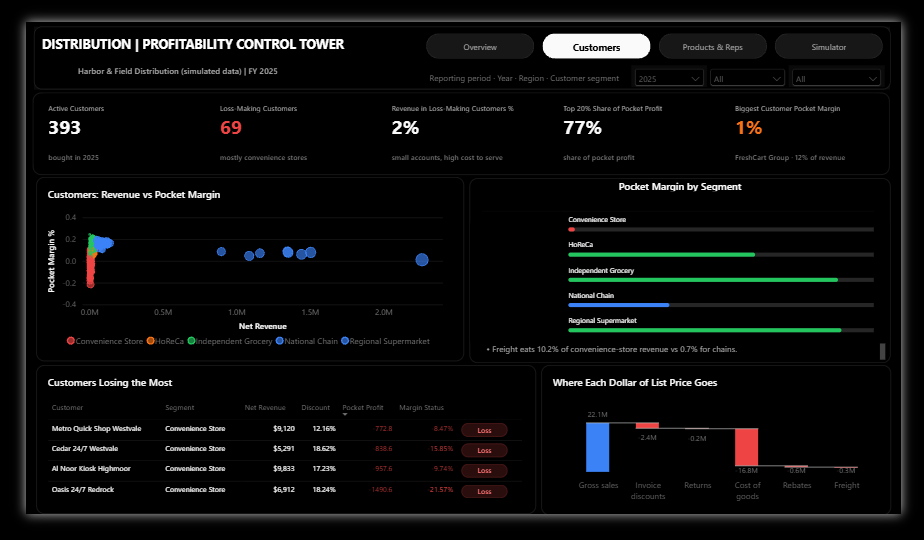 DISTRIBUTION | PROFITABILITY CONTROL TOWER
Overview
Customers
Products & Reps
Simulator
Harbor & Field Distribution (simulated data) | FY 2025
Reporting period · Year · Region · Customer segment
2025
All
All
Active Customers
393
bought in 2025
Loss-Making Customers
69
mostly convenience stores
Revenue in Loss-Making Customers %
2%
small accounts, high cost to serve
Top 20% Share of Pocket Profit
77%
share of pocket profit
Biggest Customer Pocket Margin
1%
FreshCart Group · 12% of revenue
Customers: Revenue vs Pocket Margin
Pocket Margin %
0.4
0.2
0.0
-0.2
-0.4
0.0M 0.5M 1.0M 1.5M 2.0M
Net Revenue
Convenience Store HoReCa Independent Grocery National Chain Regional Supermarket
Pocket Margin by Segment
Convenience Store
HoReCa
Independent Grocery
National Chain
Regional Supermarket
• Freight eats 10.2% of convenience-store revenue vs 0.7% for chains.
Customers Losing the Most
Customer Segment Net Revenue Discount Pocket Profit Margin Status
Metro Quick Shop Westvale Convenience Store $9,120 12.16% -772.8 -8.47% Loss
Cedar 24/7 Westvale Convenience Store $5,291 18.62% -838.6 -15.85% Loss
Al Noor Kiosk Highmoor Convenience Store $9,833 17.23% -957.6 -9.74% Loss
Oasis 24/7 Redrock Convenience Store $6,912 18.24% -1490.6 -21.57% Loss
Where Each Dollar of List Price Goes
22.1M
-2.4M
-0.2M
-16.8M
-0.6M
-0.3M
Gross sales
Invoice discounts
Returns
Cost of goods
Rebates
Freight